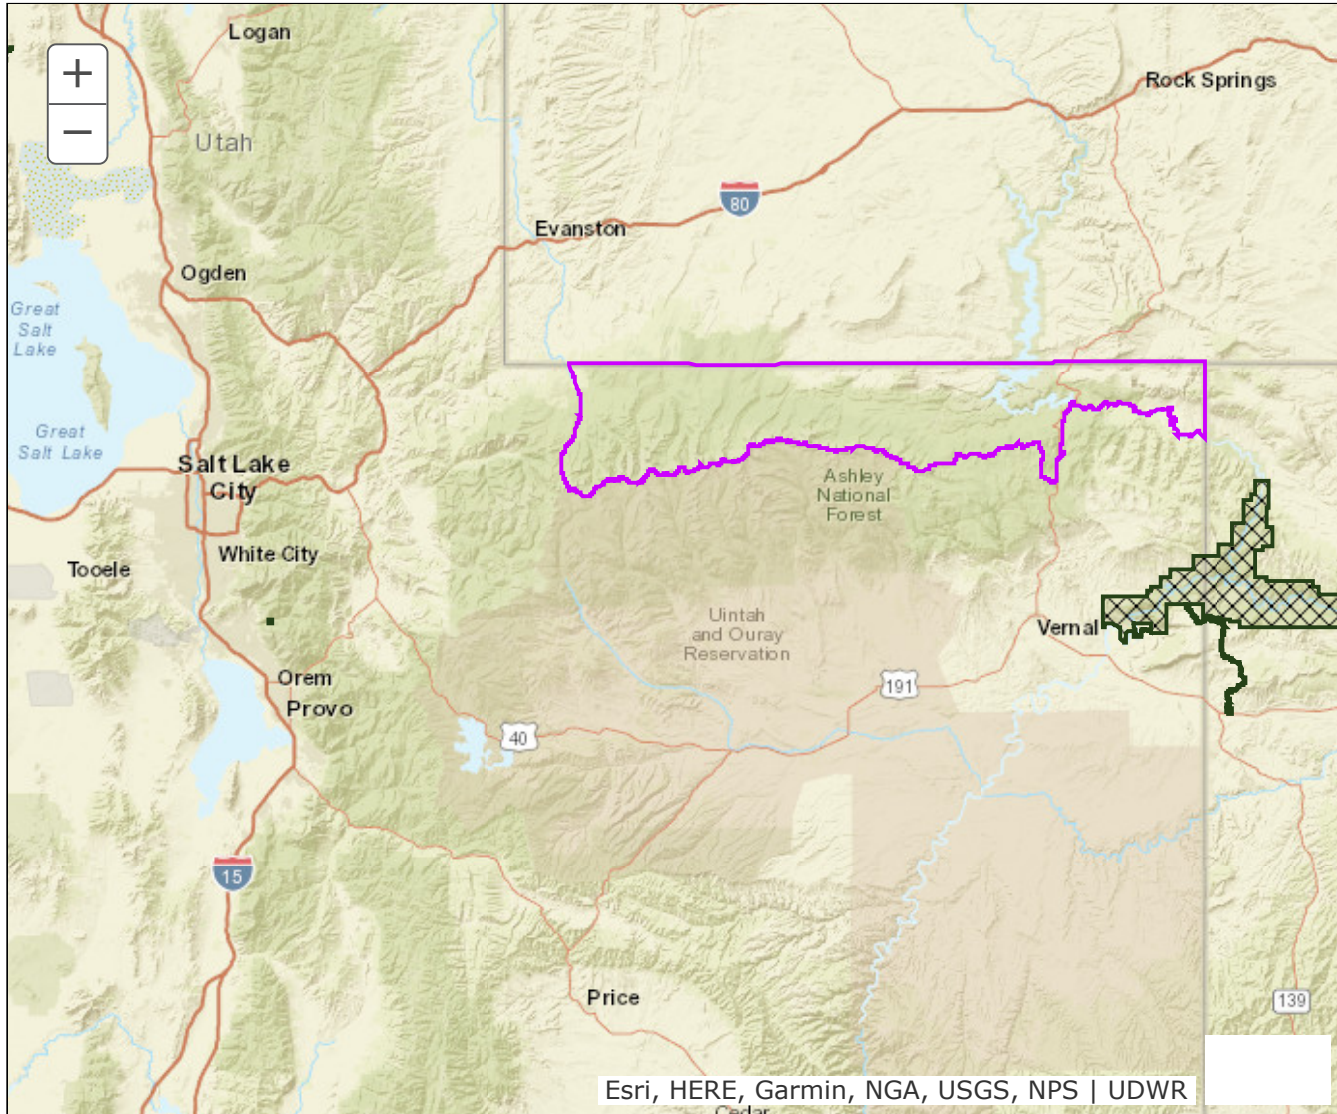 Logan
+
Rock Springs
−
Utah
80
Evanston
Ogden
Great
Salt
Lake
Great
Salt Lake
Salt Lake
City
Ashley
National
Forest
White City
Tooele
Uintah
and Ouray
Reservation
Vernal
Orem
Provo
191
40
15
Price
139
Esri, HERE, Garmin, NGA, USGS, NPS | UDWR
Cedar